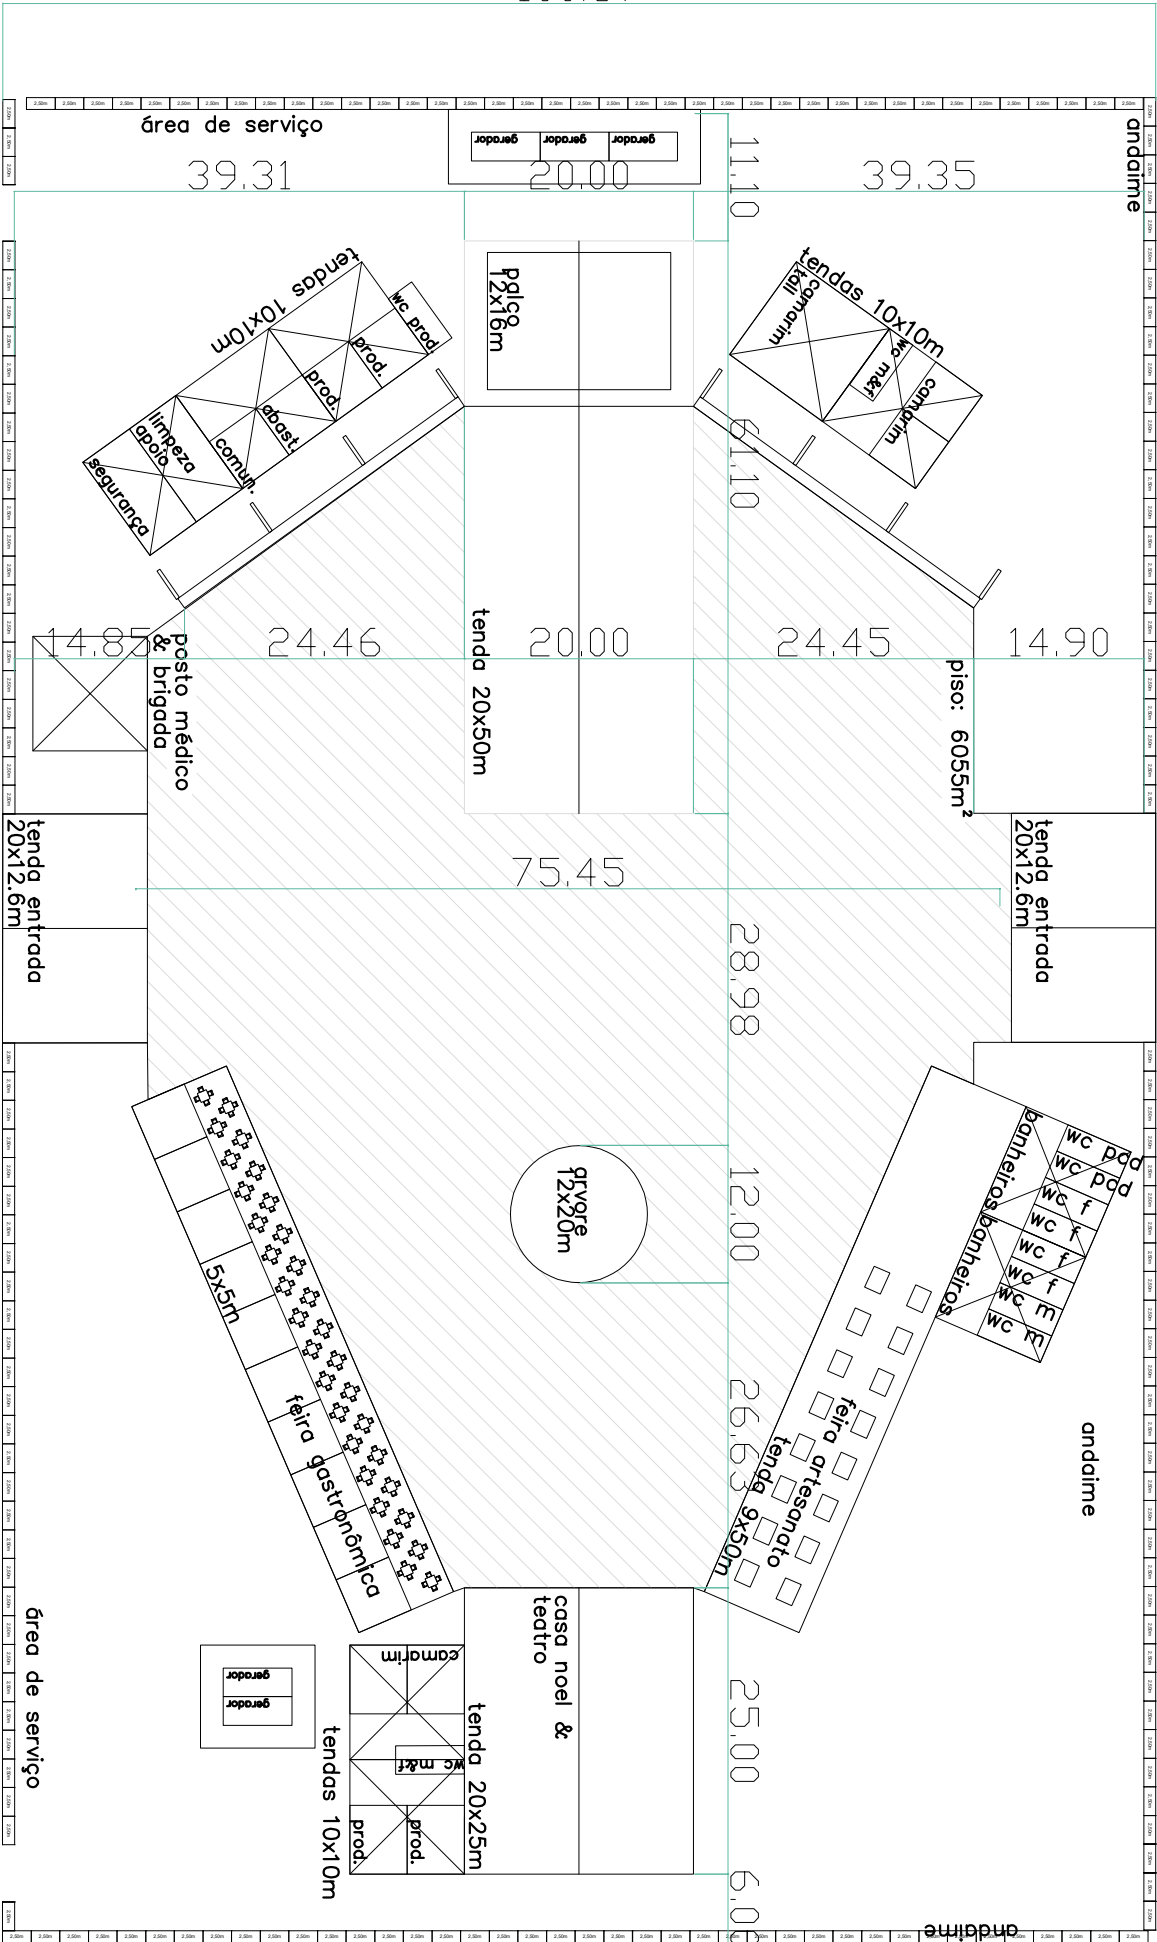 área de serviço
gerador gerador gerador
andaime
39.31
20.00
39.35
11.10
tendas 10x10m
wc prod.
prod.
prod.
abast.
comun.
limpeza
apoio
segurança
palco
12x16m
tendas 10x10m
camarim
tall
wc m&f
camarim
61.10
14.85
24.46
20.00
24.45
14.90
posto médico
& brigada
tenda 20x50m
piso: 6055m²
tenda entrada
20x12.6m
tenda entrada
20x12.6m
75.45
28.98
arvore
12x20m
12.00
banheiros
banheiros
wc pcd
wc pcd
wc f
wc f
wc f
wc f
wc m
wc m
5x5m
feira gastronômica
feira artesanato
tenda 9x50m
26.63
andaime
casa noel &
teatro
área de serviço
gerador
gerador
camarim
wc m&f
prod.
prod.
tendas 10x10m
tenda 20x25m
25.00
andaime
2,50m